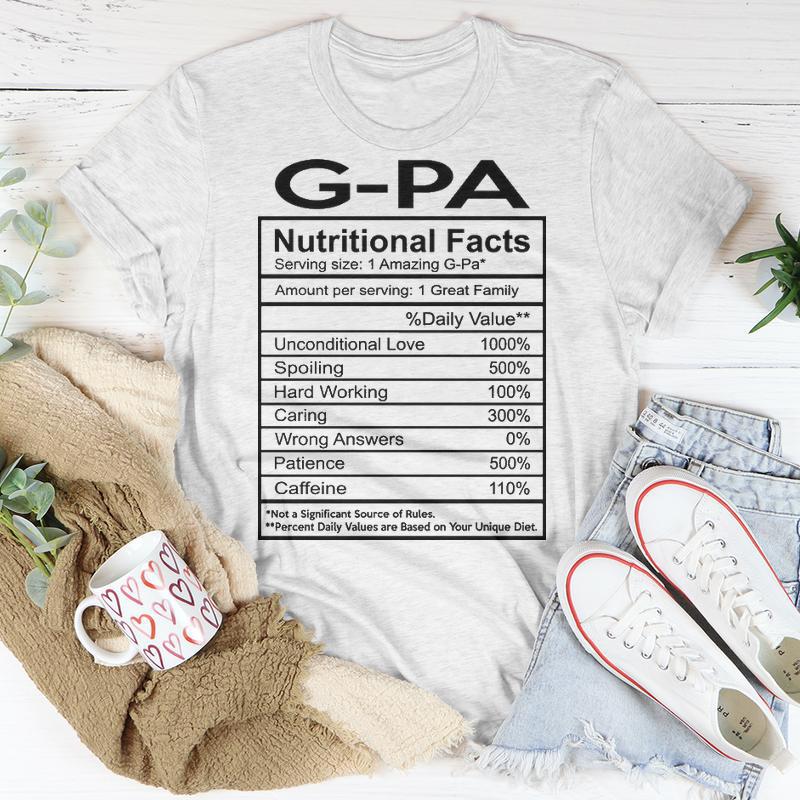 G-PA
Nutritional Facts
Serving size: 1 Amazing G-Pa*
Amount per serving: 1 Great Family
%Daily Value**
Unconditional Love 1000%
Spoiling 500%
Hard Working 100%
Caring 300%
Wrong Answers 0%
Patience 500%
Caffeine 110%
*Not a Significant Source of Rules.
**Percent Daily Values are Based on Your Unique Diet.